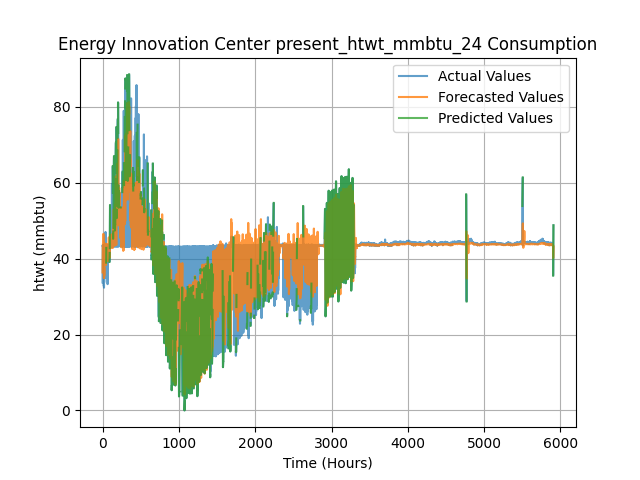 Energy Innovation Center present_htwt_mmbtu_24 Consumption
Actual Values
Forecasted Values
Predicted Values
80
60
40
20
0
htwt (mmbtu)
0 1000 2000 3000 4000 5000 6000
Time (Hours)